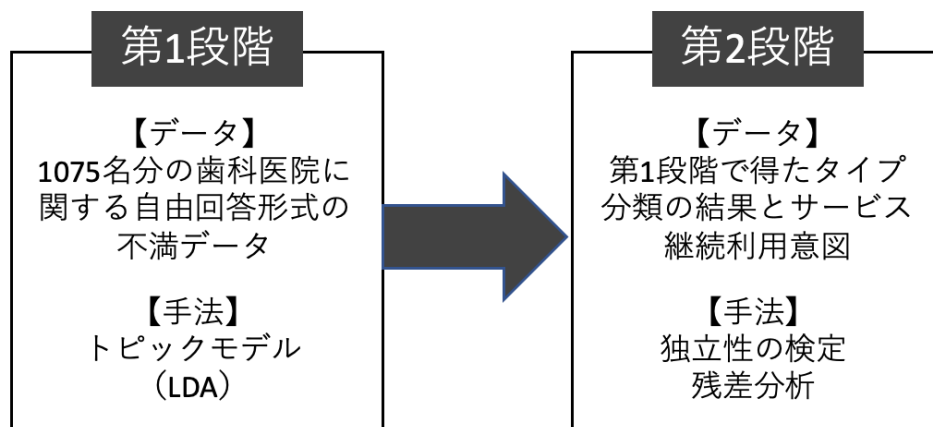 第1段階
【データ】
1075名分の歯科医院に
関する自由回答形式の
不満データ
【手法】
トピックモデル
（LDA）
第2段階
【データ】
第1段階で得たタイプ
分類の結果とサービス
継続利用意図
【手法】
独立性の検定
残差分析